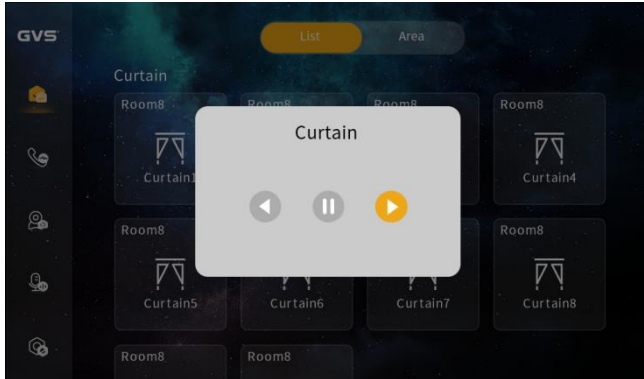 GVS
List
Area
Curtain
Room8
Room8
Room8
Room8
Curtain
Curtain1
Curtain4
Room8
Room8
Curtain5
Curtain6
Curtain7
Curtain8
Room8
Room8